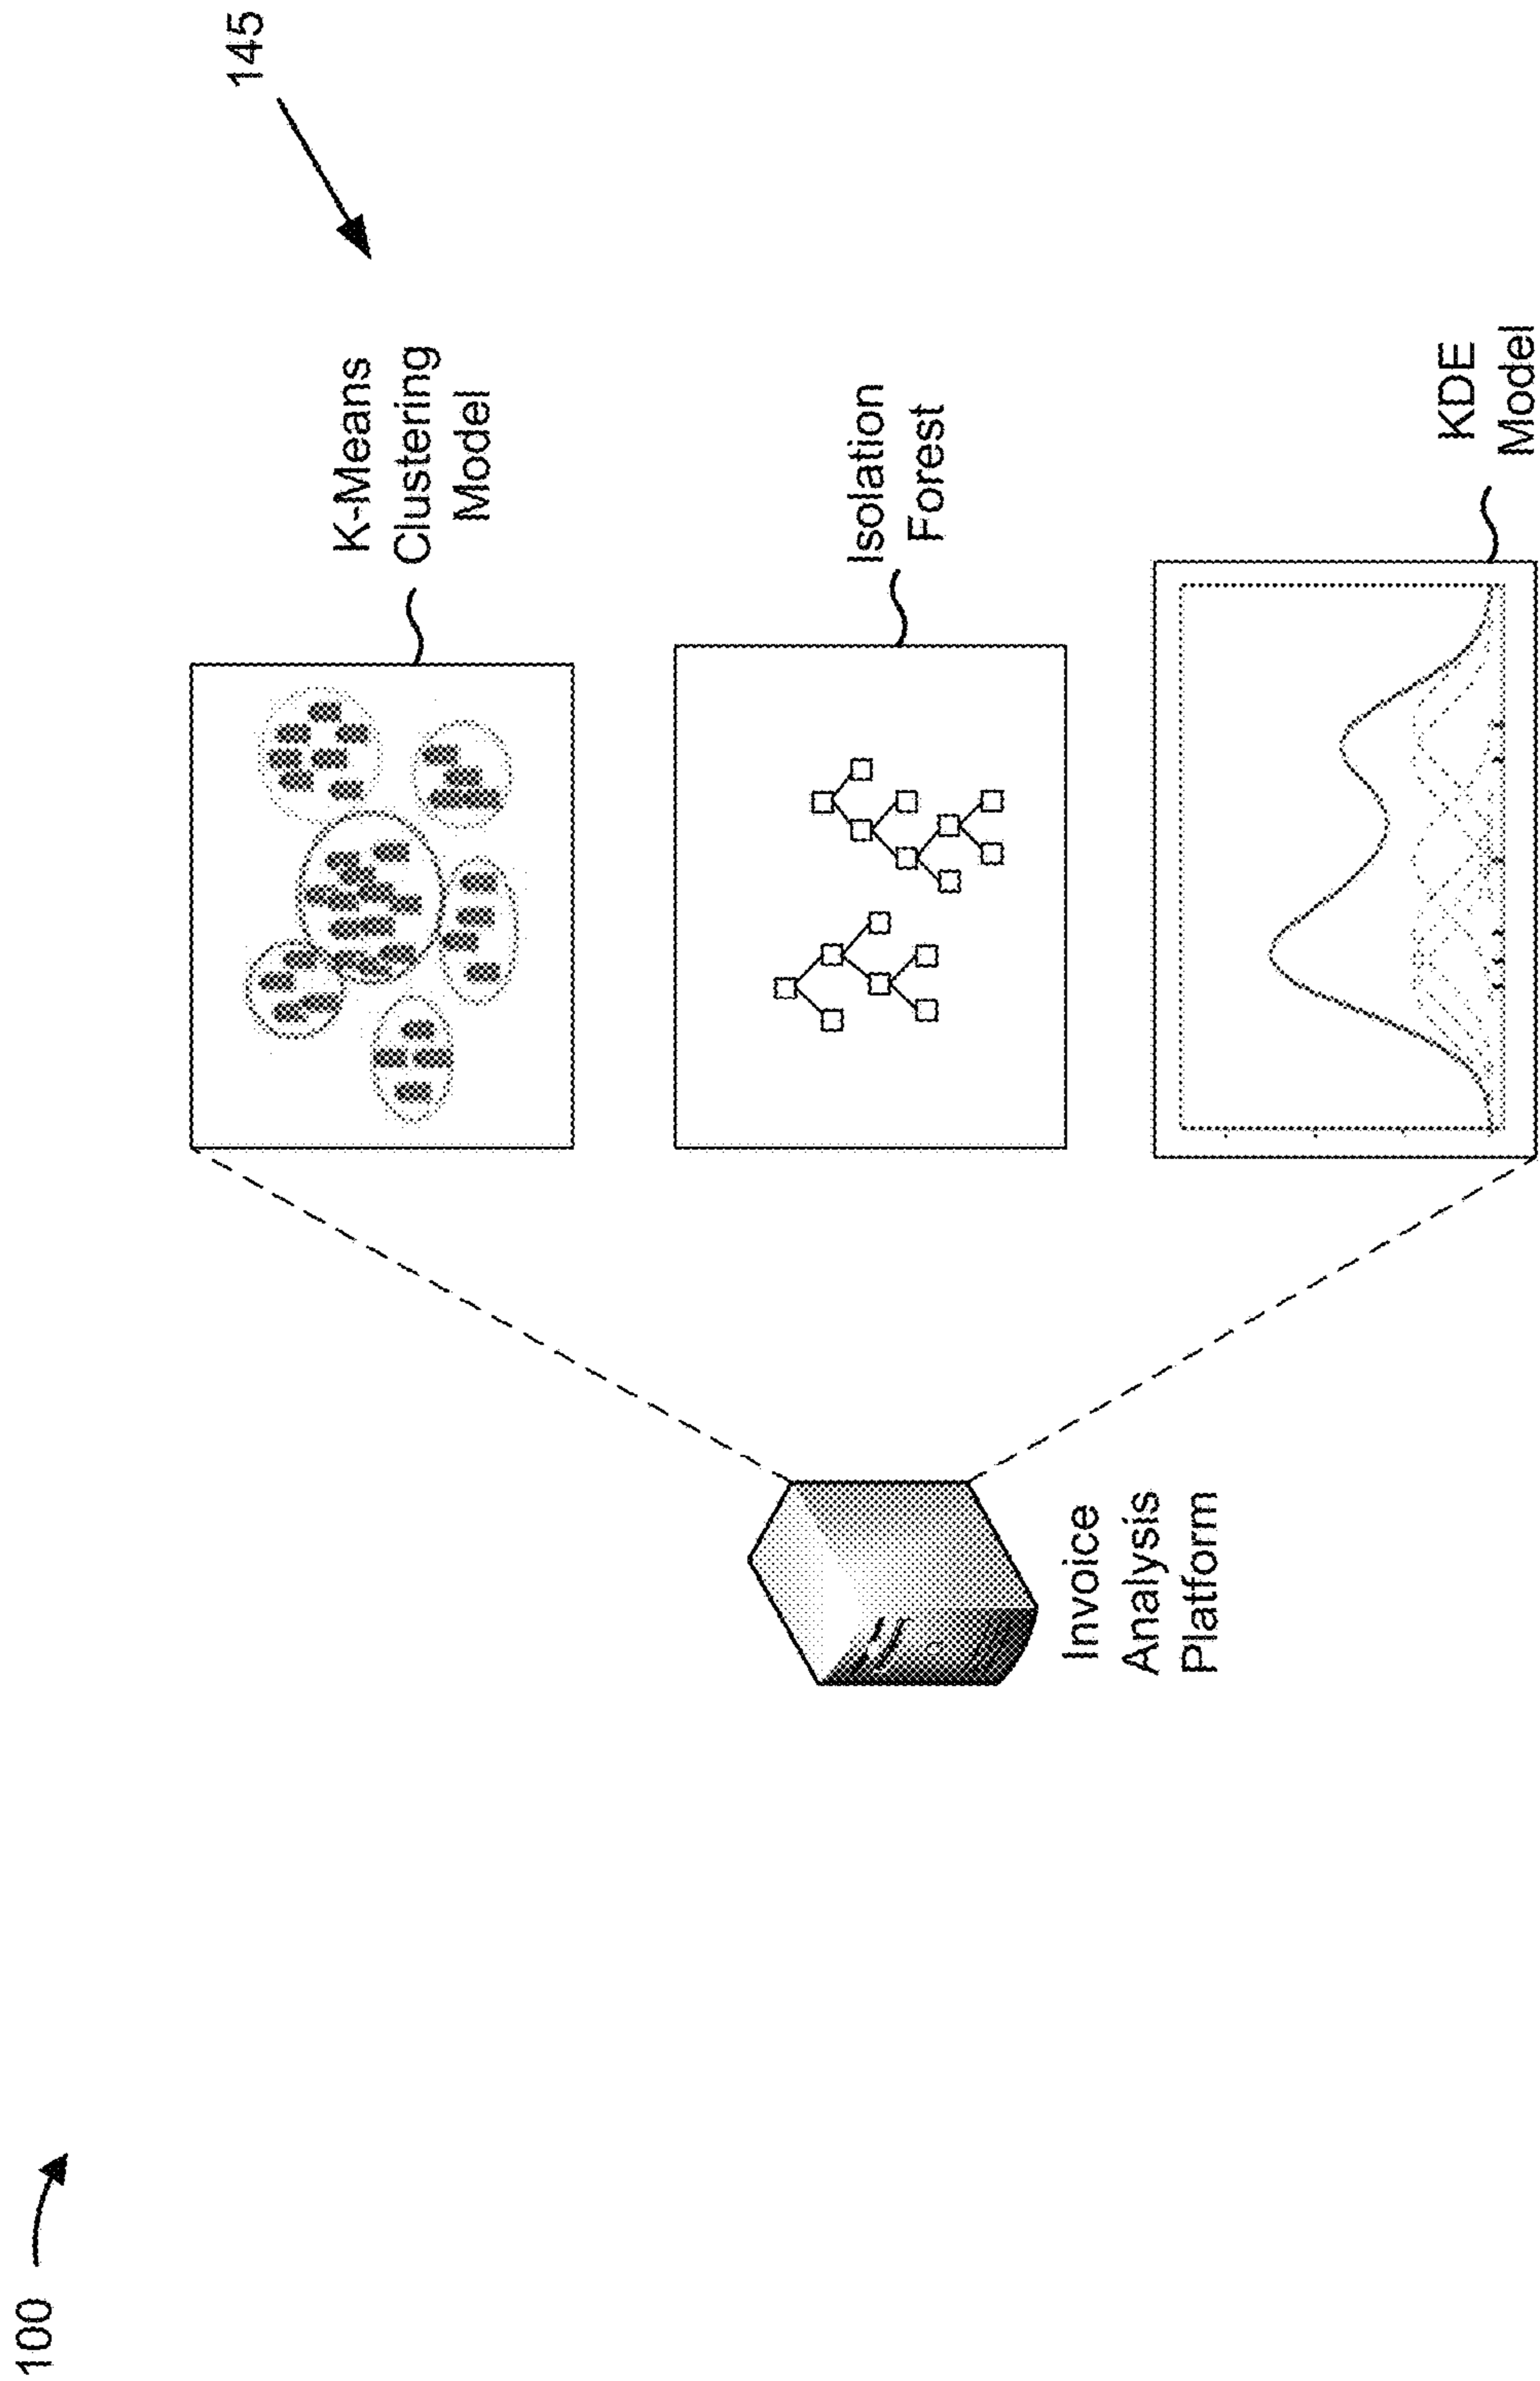 100
145
K-Means
Clustering
Model
Isolation
Forest
KDE
Model
Invoice
Analysis
Platform